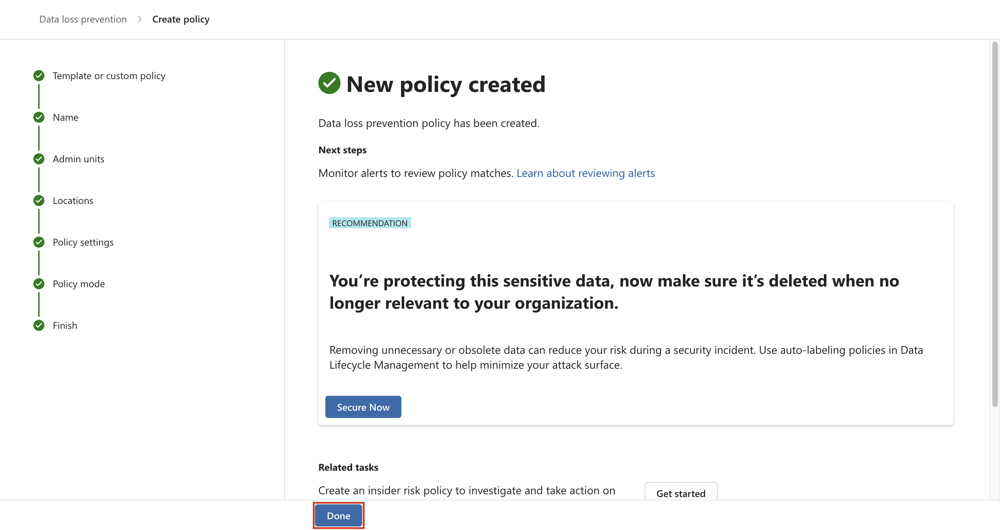 Data loss prevention > Create policy
Template or custom policy
Name
Admin units
Locations
Policy settings
Policy mode
Finish
New policy created
Data loss prevention policy has been created.
Next steps
Monitor alerts to review policy matches. Learn about reviewing alerts
RECOMMENDATION
You’re protecting this sensitive data, now make sure it’s deleted when no
longer relevant to your organization.
Removing unnecessary or obsolete data can reduce your risk during a security incident. Use auto-labeling policies in Data
Lifecycle Management to help minimize your attack surface.
Secure Now
Related tasks
Create an insider risk policy to investigate and take action on
Get started
Done